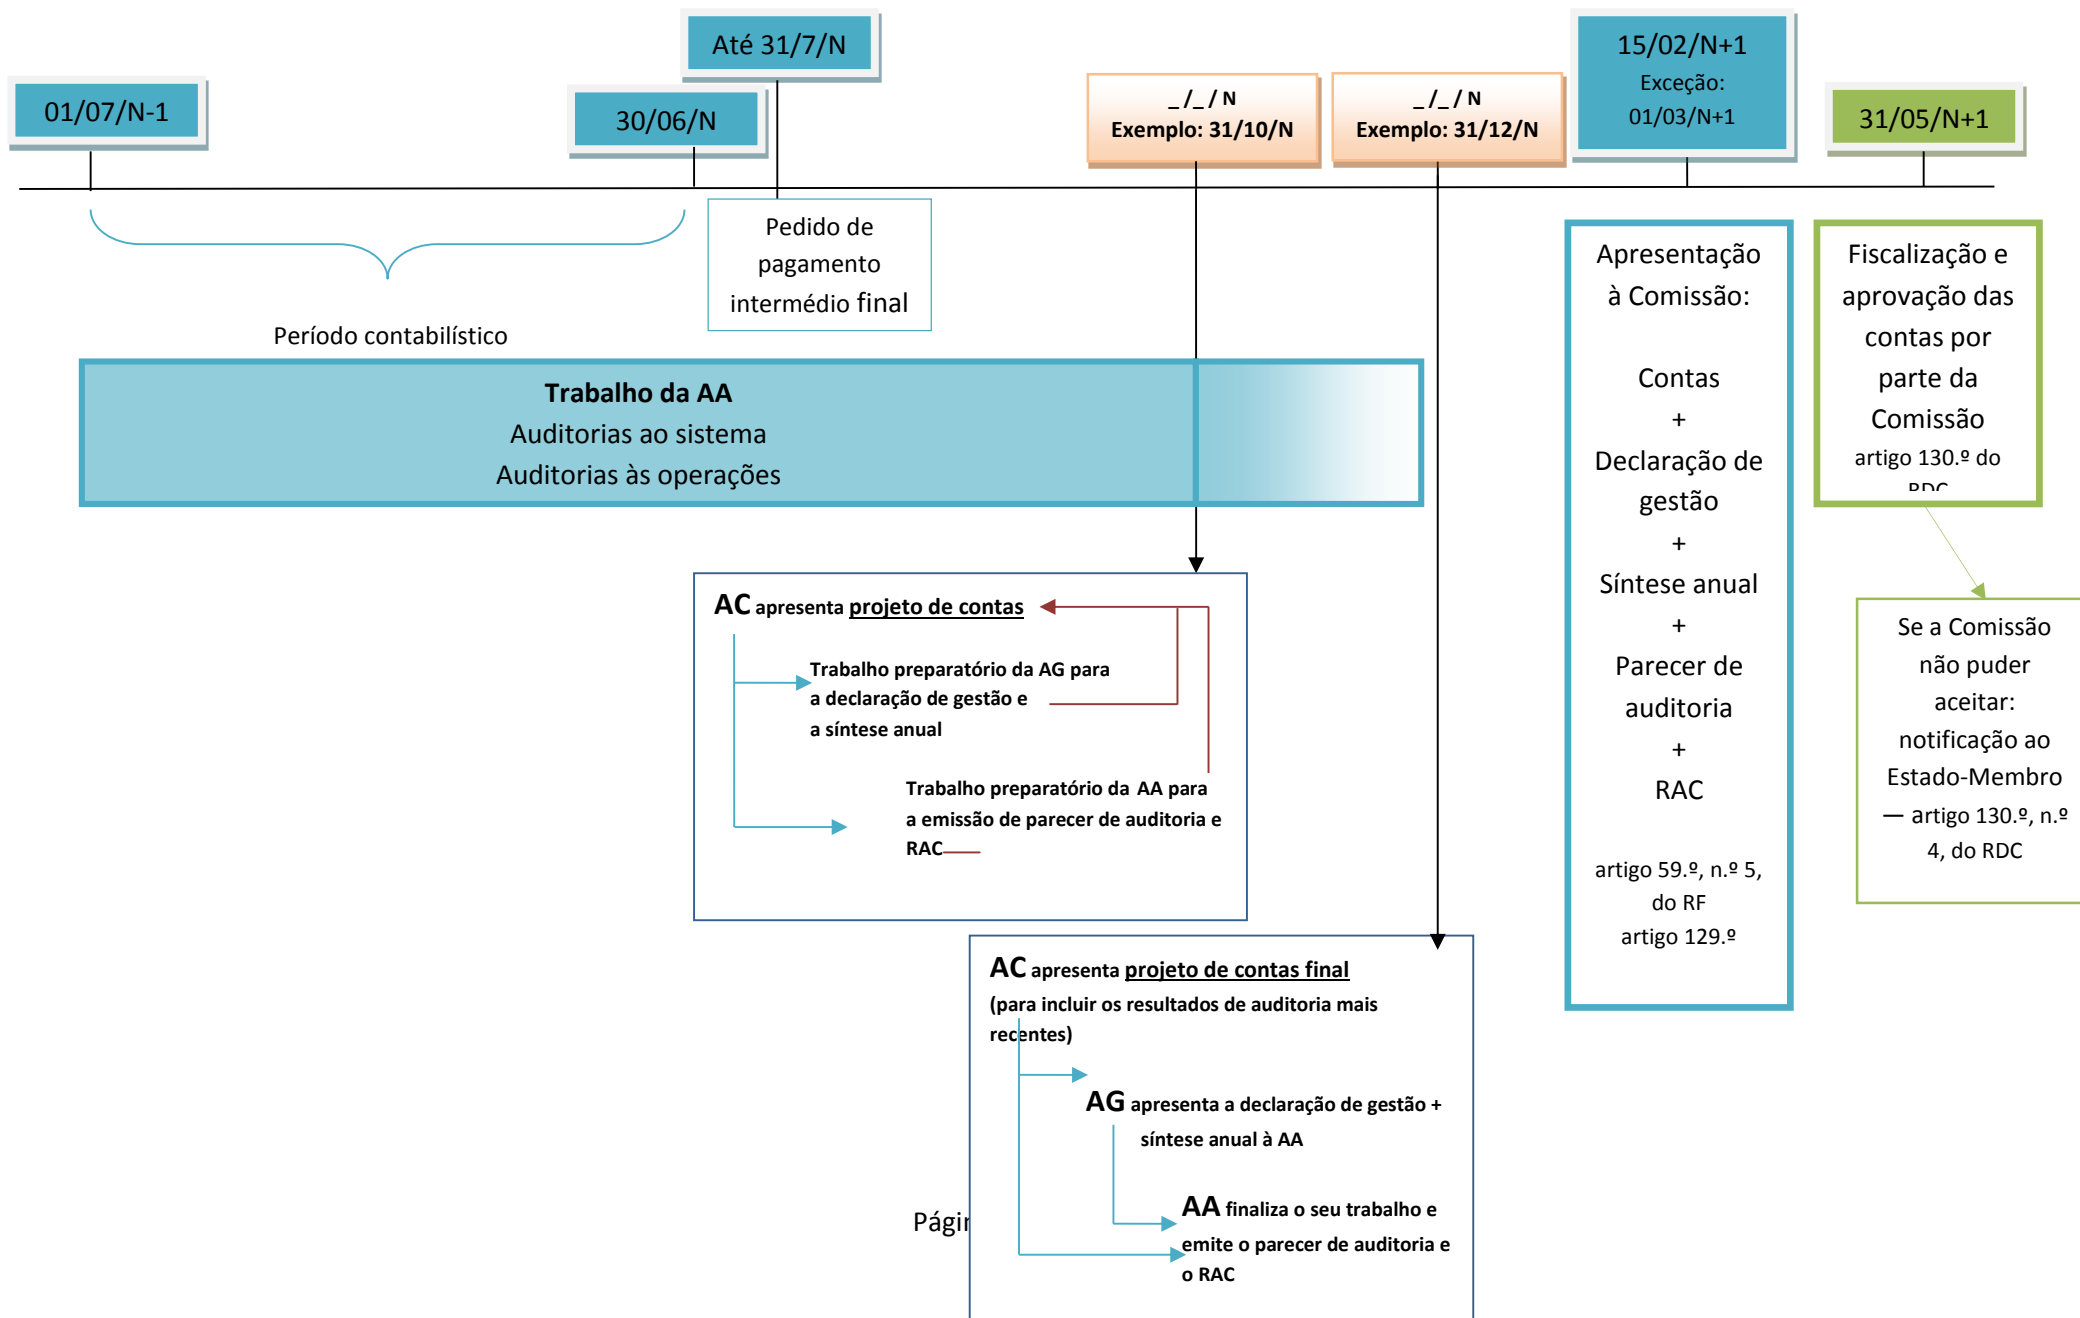 01/07/N-1
30/06/N
Até 31/7/N
_ /_ / N
Exemplo: 31/10/N
_ /_ / N
Exemplo: 31/12/N
15/02/N+1
Exceção:
01/03/N+1
31/05/N+1
Pedido de
pagamento
intermédio final
Período contabilístico
Trabalho da AA
Auditorias ao sistema
Auditorias às operações
AC apresenta projeto de contas
Trabalho preparatório da AG para
a declaração de gestão e
a síntese anual
Trabalho preparatório da AA para
a emissão de parecer de auditoria e
RAC
AC apresenta projeto de contas final
(para incluir os resultados de auditoria mais
recentes)
AG apresenta a declaração de gestão +
síntese anual à AA
AA finaliza o seu trabalho e
emite o parecer de auditoria e
o RAC
Apresentação
à Comissão:
Contas
+
Declaração de
gestão
+
Síntese anual
+
Parecer de
auditoria
+
RAC
artigo 59.º, n.º 5,
do RF
artigo 129.º
Fiscalização e
aprovação das
contas por
parte da
Comissão
artigo 130.º do
RDC
Se a Comissão
não puder
aceitar:
notificação ao
Estado-Membro
— artigo 130.º, n.º
4, do RDC